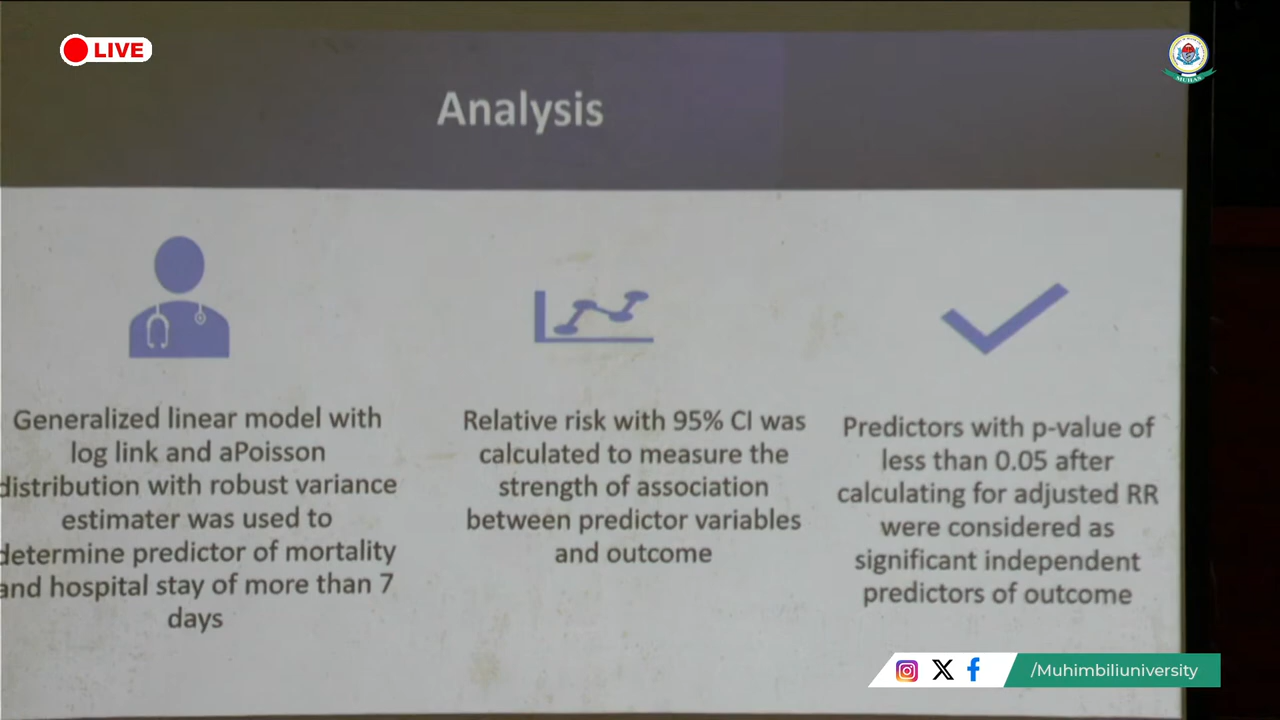 LIVE
MUHAS
Analysis
Generalized linear model with
log link and aPoisson
distribution with robust variance
estimater was used to
determine predictor of mortality
and hospital stay of more than 7
days
Relative risk with 95% CI was
calculated to measure the
strength of association
between predictor variables
and outcome
Predictors with p-value of
less than 0.05 after
calculating for adjusted RR
were considered as
significant independent
predictors of outcome
/Muhimbiliuniversity